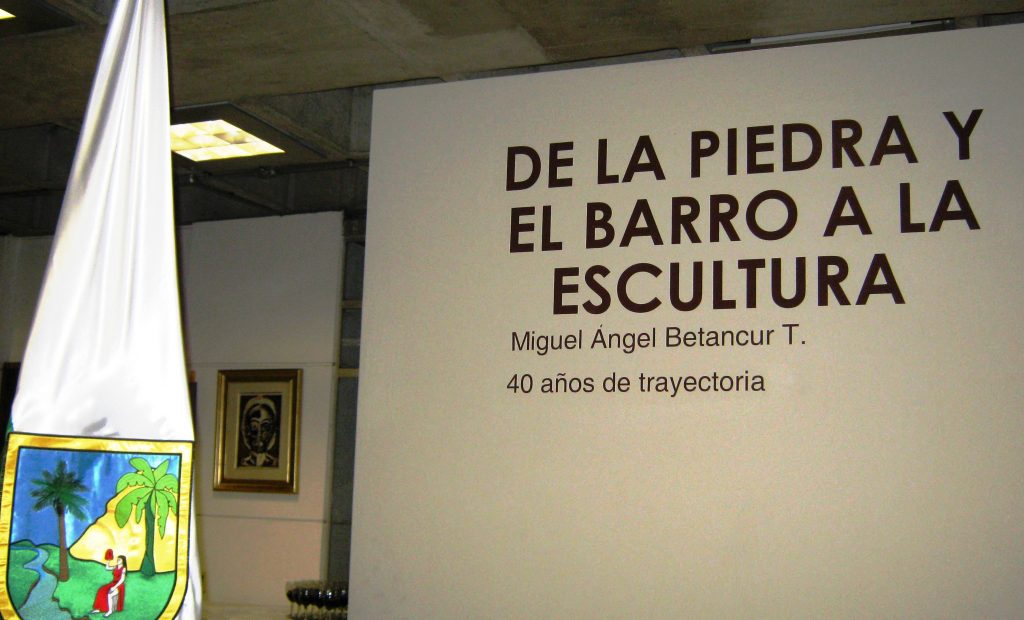 DE LA PIEDRA Y
EL BARRO A LA
ESCULTURA
Miguel Ángel Betancur T.
40 años de trayectoria